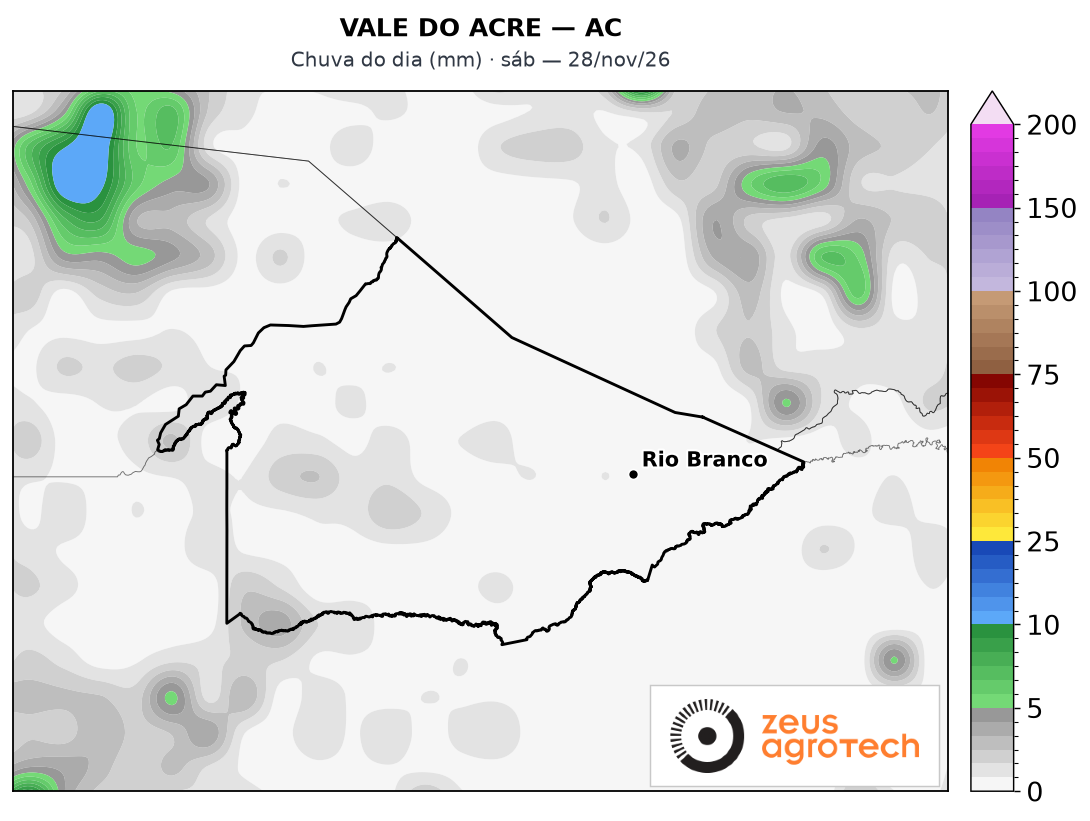 VALE DO ACRE — AC
Chuva do dia (mm) · sáb — 28/nov/26
200
150
100
75
50
25
10
5
0
Rio Branco
zeus
agrotech